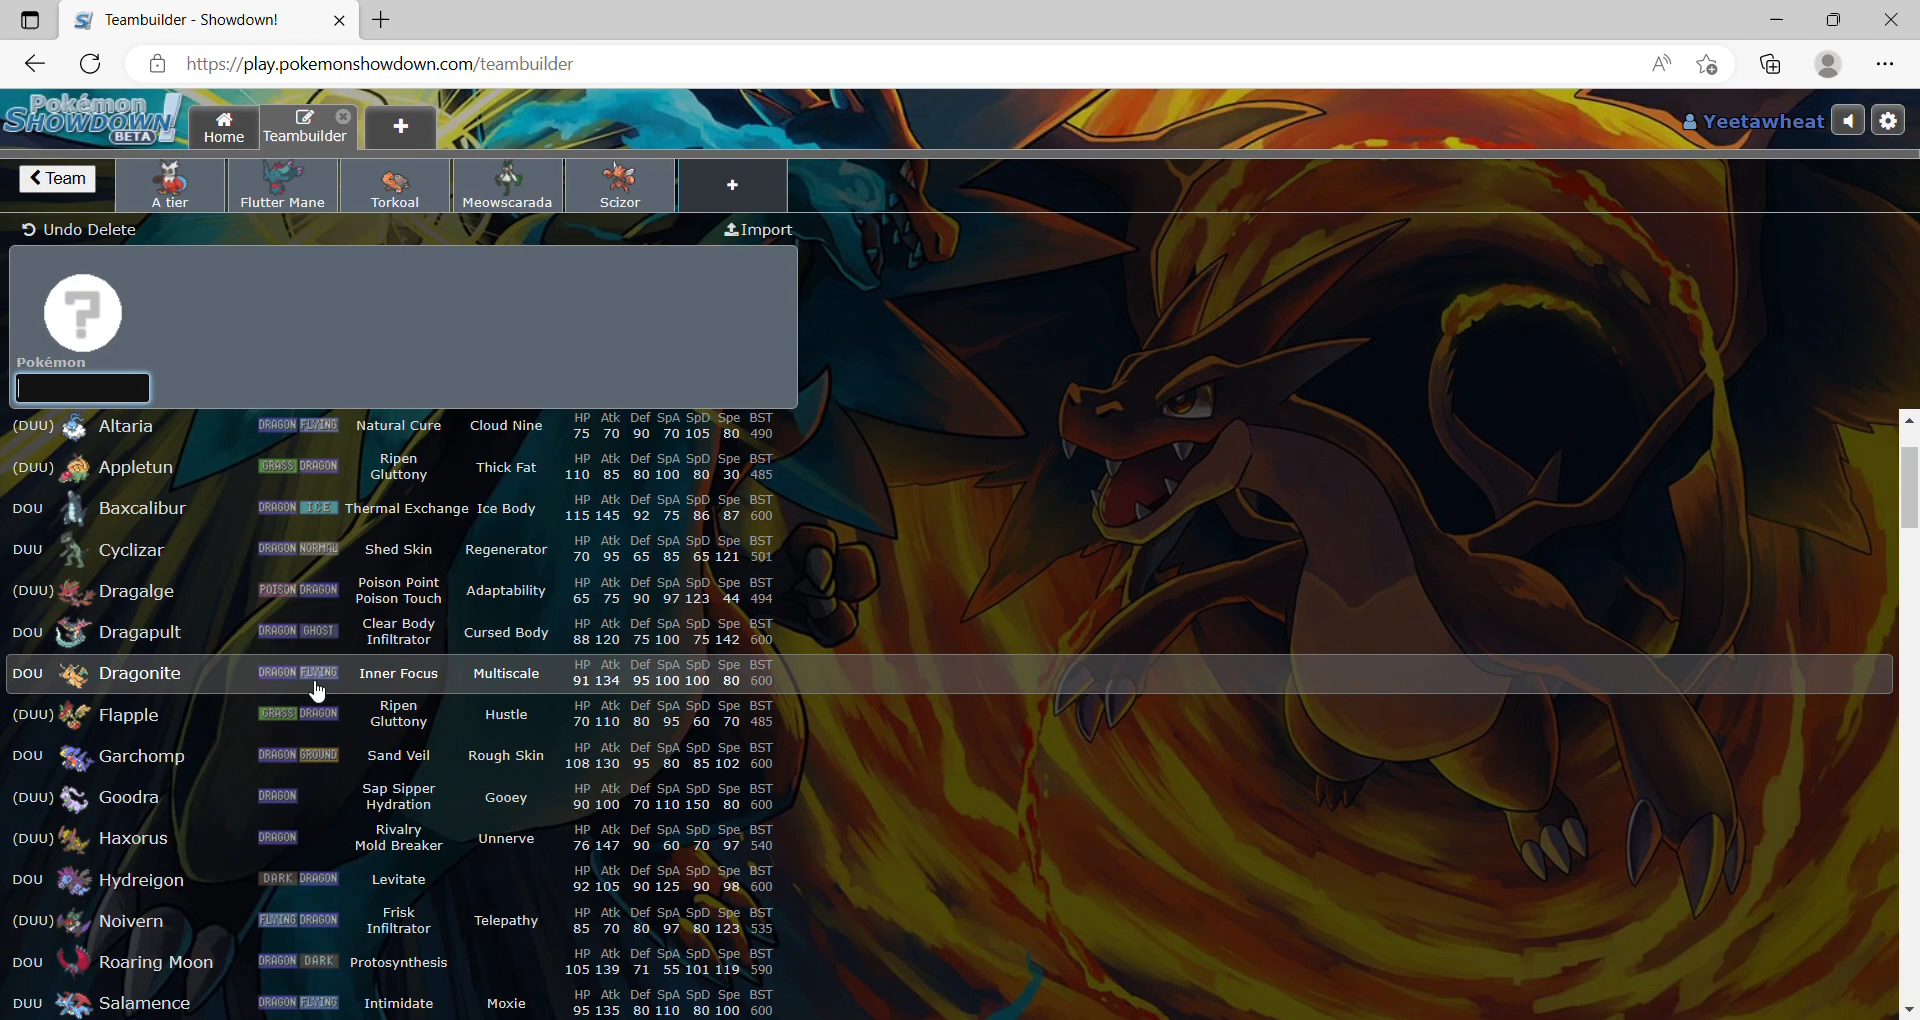 Teambuilder - Showdown!
https://play.pokemonshowdown.com/teambuilder
Pokémon
SHOWDOWN!
BETA
Home
Teambuilder
Yeetawheat
Team
A tier
Flutter Mane
Torkoal
Meowscarada
Scizor
Undo Delete
Import
Pokémon
(DUU) Altaria DRAGON FLYING Natural Cure Cloud Nine HP Atk Def SpA SpD Spe BST
75 70 90 70 105 80 490
(DUU) Appletun GRASS DRAGON Ripen Gluttony Thick Fat HP Atk Def SpA SpD Spe BST
110 85 80 100 80 30 485
DOU Baxcalibur DRAGON ICE Thermal Exchange Ice Body HP Atk Def SpA SpD Spe BST
115 145 92 75 86 87 600
DUU Cyclizar DRAGON NORMAL Shed Skin Regenerator HP Atk Def SpA SpD Spe BST
70 95 65 85 65 121 501
(DUU) Dragalge POISON DRAGON Poison Point Poison Touch Adaptability HP Atk Def SpA SpD Spe BST
65 75 90 97 123 44 494
DOU Dragapult DRAGON GHOST Clear Body Infiltrator Cursed Body HP Atk Def SpA SpD Spe BST
88 120 75 100 75 142 600
DOU Dragonite DRAGON FLYING Inner Focus Multiscale HP Atk Def SpA SpD Spe BST
91 134 95 100 100 80 600
(DUU) Flapple GRASS DRAGON Ripen Gluttony Hustle HP Atk Def SpA SpD Spe BST
70 110 80 95 60 70 485
DOU Garchomp DRAGON GROUND Sand Veil Rough Skin HP Atk Def SpA SpD Spe BST
108 130 95 80 85 102 600
(DUU) Goodra DRAGON Sap Sipper Hydration Gooey HP Atk Def SpA SpD Spe BST
90 100 70 110 150 80 600
(DUU) Haxorus DRAGON Rivalry Mold Breaker Unnerve HP Atk Def SpA SpD Spe BST
76 147 90 60 70 97 540
DOU Hydreigon DARK DRAGON Levitate HP Atk Def SpA SpD Spe BST
92 105 90 125 90 98 600
(DUU) Noivern FLYING DRAGON Frisk Infiltrator Telepathy HP Atk Def SpA SpD Spe BST
85 70 80 97 80 123 535
DOU Roaring Moon DRAGON DARK Protosynthesis HP Atk Def SpA SpD Spe BST
105 139 71 55 101 119 590
DUU Salamence DRAGON FLYING Intimidate Moxie HP Atk Def SpA SpD Spe BST
95 135 80 110 80 100 600